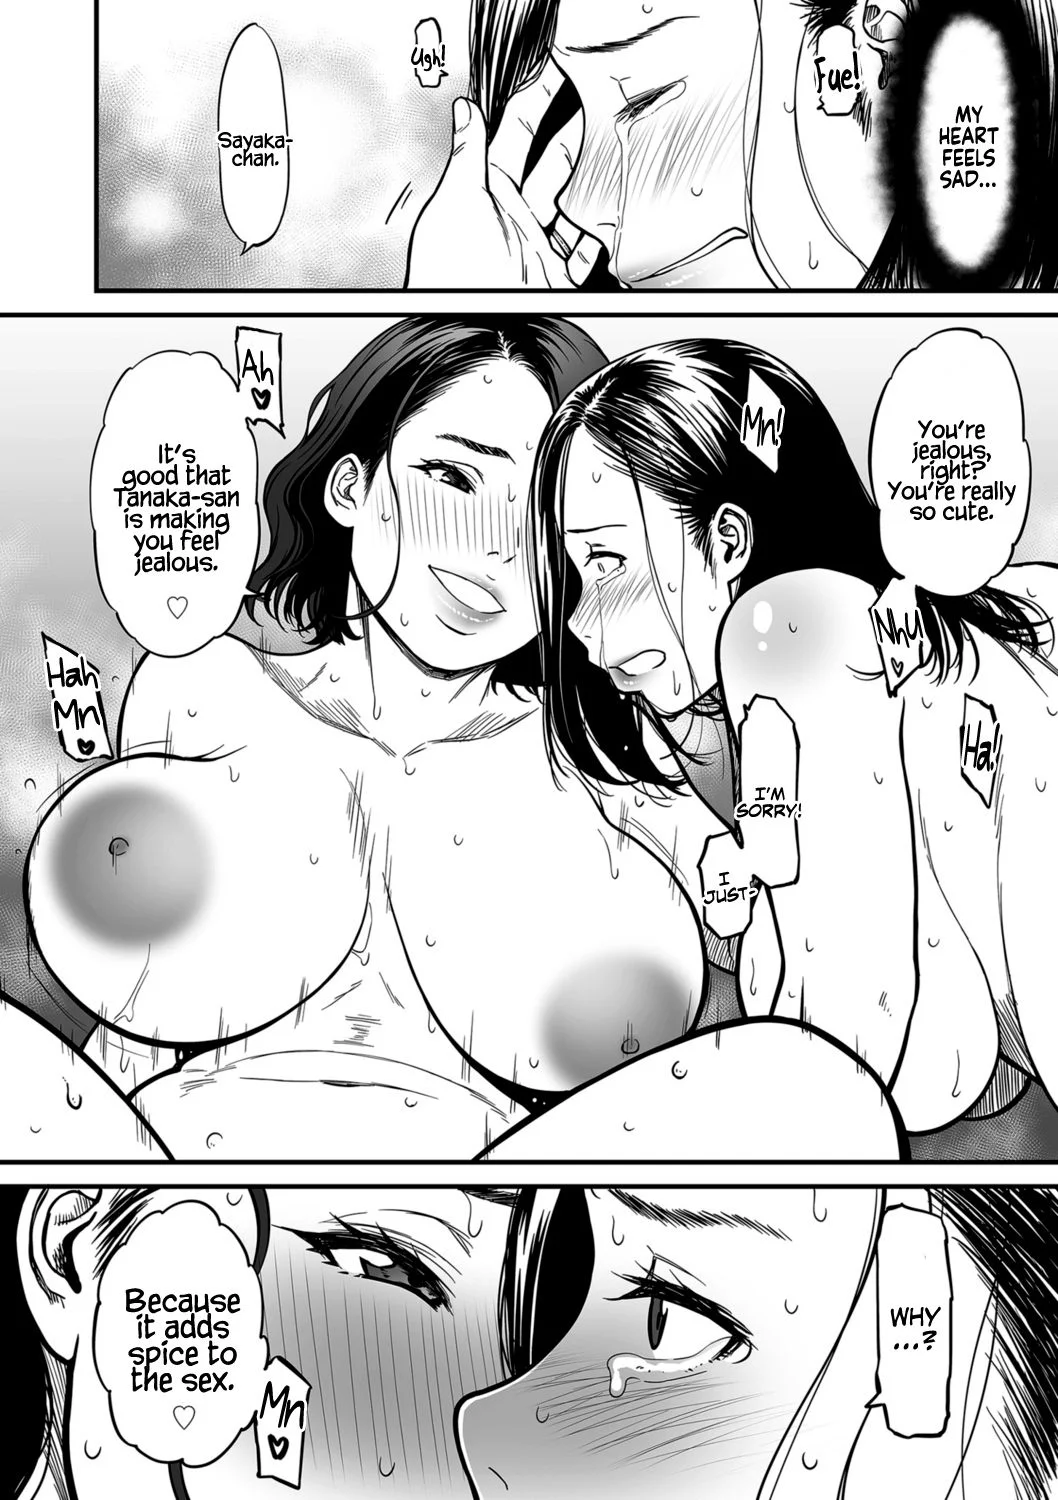 MY
HEART
FEELS
SAD...
Fue!
Ugh!
Sayaka-
chan.
You're
jealous,
right?
You're really
so cute.
Mn!
Ah
♥
It's
good that
Tanaka-san
is making
you feel
jealous.
♡
Nhu
♥
Ha!
I'M
SORRY!
I
JUST-
Hah
Mn
♥
WHY
...?
Because
it adds
spice to
the sex.
♡
Mn
♥